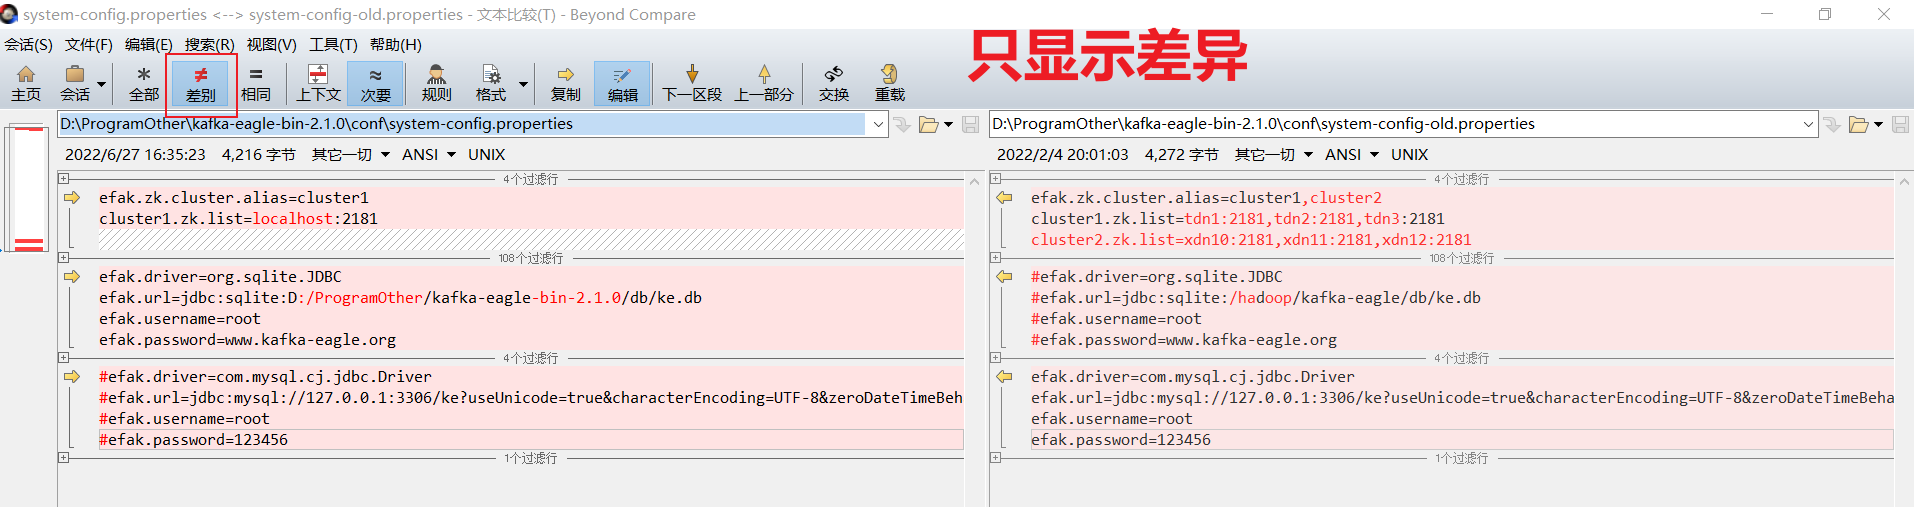 system-config.properties <--> system-config-old.properties - 文本比较(T) - Beyond Compare
会话(S) 文件(F) 编辑(E) 搜索(R) 视图(V) 工具(T) 帮助(H)
只显示差异
主页 会话 全部 差别 相同 上下文 次要 规则 格式 复制 编辑 下一区段 上一部分 交换 重载
D:\ProgramOther\kafka-eagle-bin-2.1.0\conf\system-config.properties
2022/6/27 16:35:23 4,216 字节 其它一切 ANSI UNIX
4个过滤行
efak.zk.cluster.alias=cluster1
cluster1.zk.list=localhost:2181
108个过滤行
efak.driver=org.sqlite.JDBC
efak.url=jdbc:sqlite:D:/ProgramOther/kafka-eagle-bin-2.1.0/db/ke.db
efak.username=root
efak.password=www.kafka-eagle.org
4个过滤行
#efak.driver=com.mysql.cj.jdbc.Driver
#efak.url=jdbc:mysql://127.0.0.1:3306/ke?useUnicode=true&characterEncoding=UTF-8&zeroDateTimeBeh
#efak.username=root
#efak.password=123456
1个过滤行
D:\ProgramOther\kafka-eagle-bin-2.1.0\conf\system-config-old.properties
2022/2/4 20:01:03 4,272 字节 其它一切 ANSI UNIX
4个过滤行
efak.zk.cluster.alias=cluster1,cluster2
cluster1.zk.list=tdn1:2181,tdn2:2181,tdn3:2181
cluster2.zk.list=xdn10:2181,xdn11:2181,xdn12:2181
108个过滤行
#efak.driver=org.sqlite.JDBC
#efak.url=jdbc:sqlite:/hadoop/kafka-eagle/db/ke.db
#efak.username=root
#efak.password=www.kafka-eagle.org
4个过滤行
efak.driver=com.mysql.cj.jdbc.Driver
efak.url=jdbc:mysql://127.0.0.1:3306/ke?useUnicode=true&characterEncoding=UTF-8&zeroDateTimeBeha
efak.username=root
efak.password=123456
1个过滤行